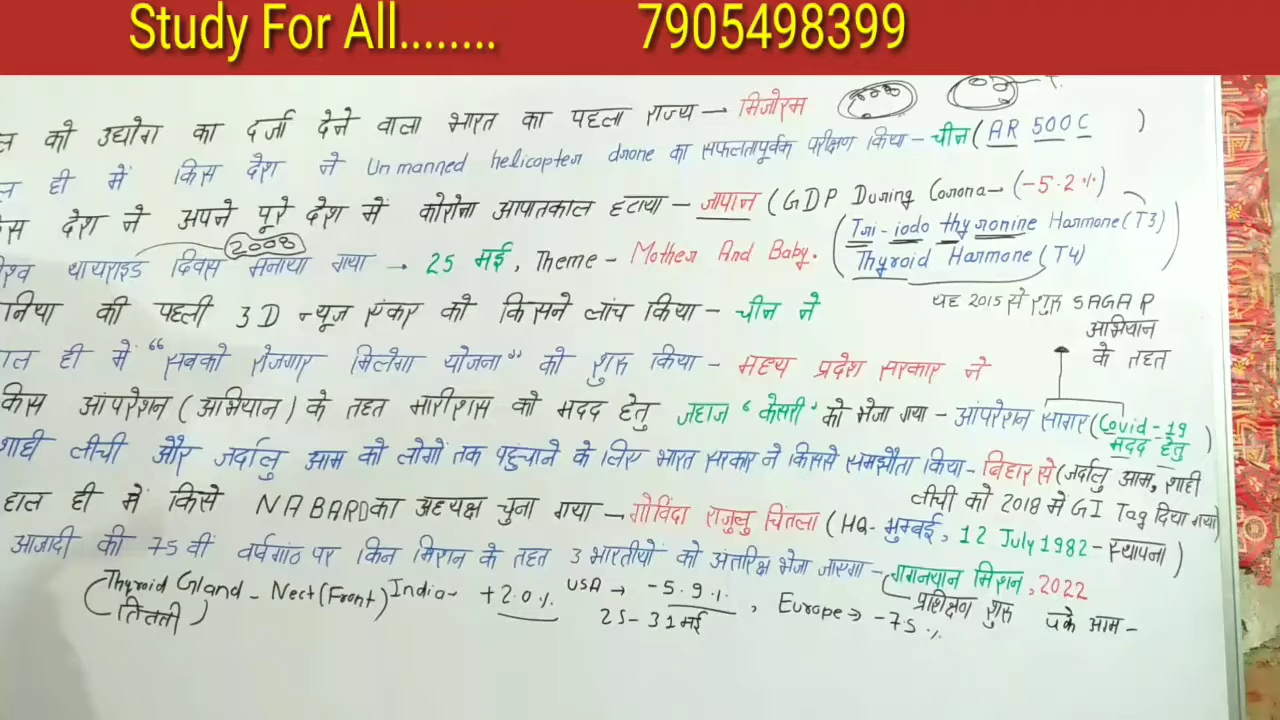 Study For All........ 7905498399
को उद्योग का दर्जा देने वाला भारत का पहला राज्य → मिजोरम
ल ही में किस देश ने Unmanned helicopter drone का सफलतापूर्वक परीक्षण किया - चीन (AR 500C )
स देश ने अपने पूरे देश में कोरोना आपातकाल हटाया - जापान (GDP During Corona → (-5.2%)
2008
(Tri-iodo thyronine Harmone(T3)
श्व थायराइड दिवस मनाया गया → 25 मई, Theme - Mother And Baby. Thyroid Harmone (T4)
निया की पहली 3D न्यूज एंकर को किसने लांच किया - चीन ने
यह 2015 से शुरू SAGAR
अभियान
के तहत
ाल ही में "सबको रोजगार मिलेगा योजना" को शुरू किया - मध्य प्रदेश सरकार ने
किस आंपरेशन (अभियान) के तहत मारीशस को मदद हेतु जहाज "केसरी" को भेजा गया - आंपरेशन सागर (Covid-19
मदद हेतु )
शाही लीची और जर्दालु आम को लोगों तक पहुंचाने के लिए भारत सरकार ने किससे समझौता किया - बिहार से (जर्दालु आम, शाही
लीची को 2018 में GI Tag दिया गया)
हाल ही में किसे NABARD का अध्यक्ष चुना गया → गोविंदा राजुलु चिंतला (HQ- मुम्बई, 12 July 1982 - स्थापना)
आजादी की 75 वीं वर्षगांठ पर किन मिशन के तहत 3 भारतीयों को अंतरिक्ष भेजा जाएगा - गगनयान मिशन, 2022
प्रशिक्षण शुरू
(Thyroid Gland - Nect (Front) India → +2.0%. USA → -5.9%. , Europe → -7.5%
तितली) 25-31 मई पके आम -